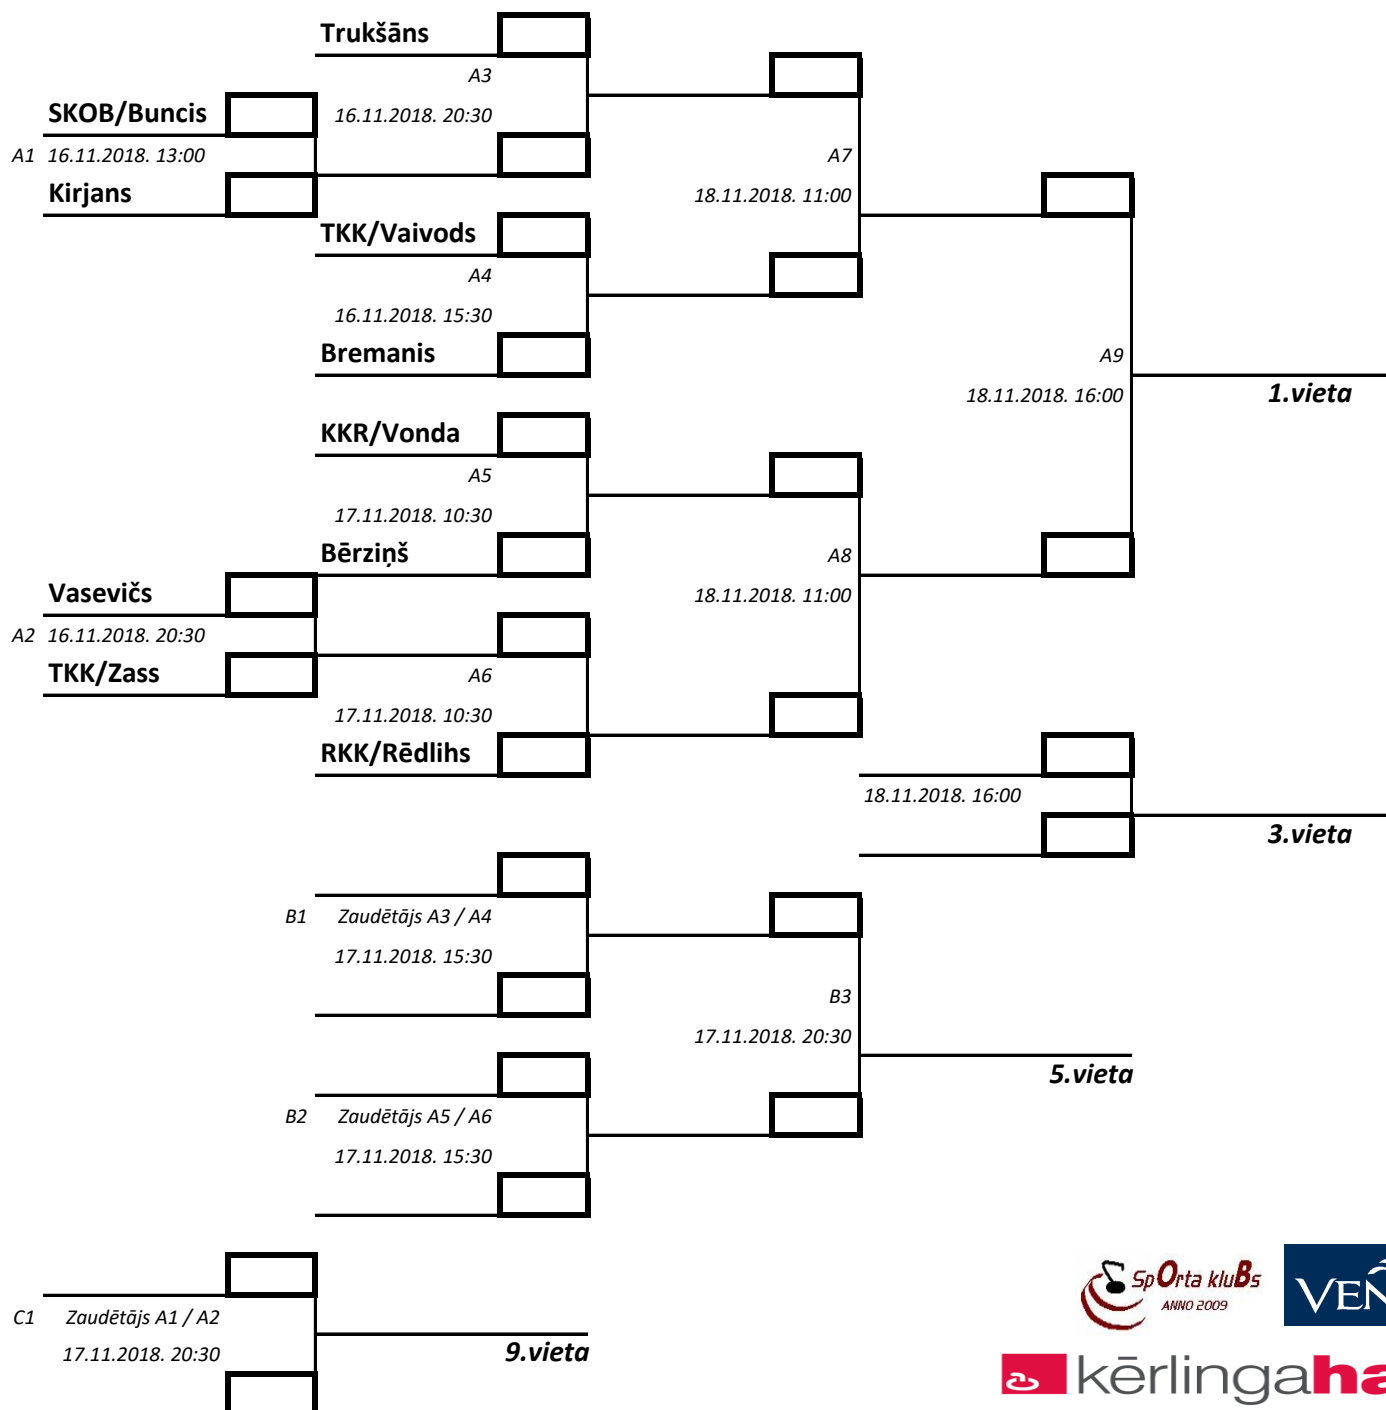 Trukšāns
A3
SKOB/Buncis
16.11.2018. 20:30
A1 16.11.2018. 13:00
A7
Kirjans
18.11.2018. 11:00
TKK/Vaivods
A4
16.11.2018. 15:30
Bremanis
A9
18.11.2018. 16:00
1.vieta
KKR/Vonda
A5
17.11.2018. 10:30
Bērziņš
A8
Vasevičs
18.11.2018. 11:00
A2 16.11.2018. 20:30
TKK/Zass
A6
17.11.2018. 10:30
RKK/Rēdlihs
18.11.2018. 16:00
3.vieta
B1 Zaudētājs A3 / A4
17.11.2018. 15:30
B3
17.11.2018. 20:30
5.vieta
B2 Zaudētājs A5 / A6
17.11.2018. 15:30
SpOrta kluBs
ANNO 2009
C1 Zaudētājs A1 / A2
17.11.2018. 20:30
9.vieta
kērlingaha